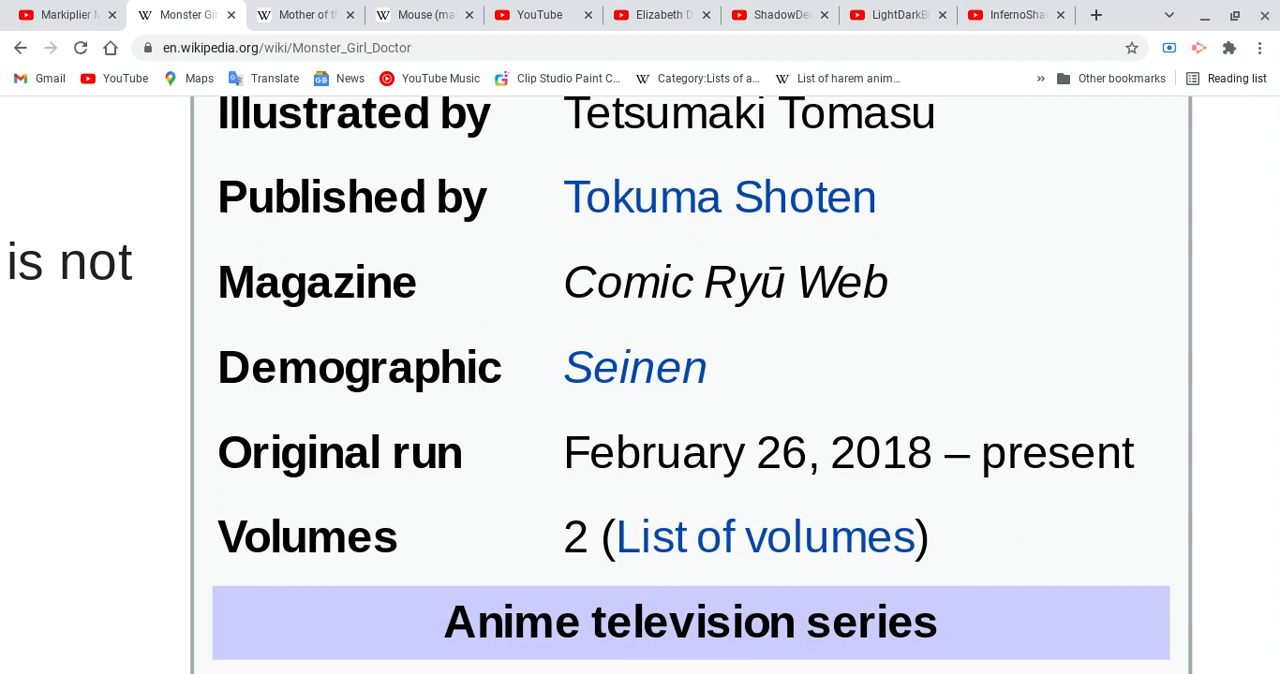 Markiplier M
Monster Gir
Mother of th
Mouse (ma
YouTube
Elizabeth D
ShadowDea
LightDarkBl
InfernoShar
en.wikipedia.org/wiki/Monster_Girl_Doctor
Gmail YouTube Maps Translate News YouTube Music Clip Studio Paint C... Category:Lists of a... List of harem anim... » Other bookmarks Reading list
Illustrated by Tetsumaki Tomasu
Published by Tokuma Shoten
is not
Magazine Comic Ryū Web
Demographic Seinen
Original run February 26, 2018 – present
Volumes 2 (List of volumes)
Anime television series